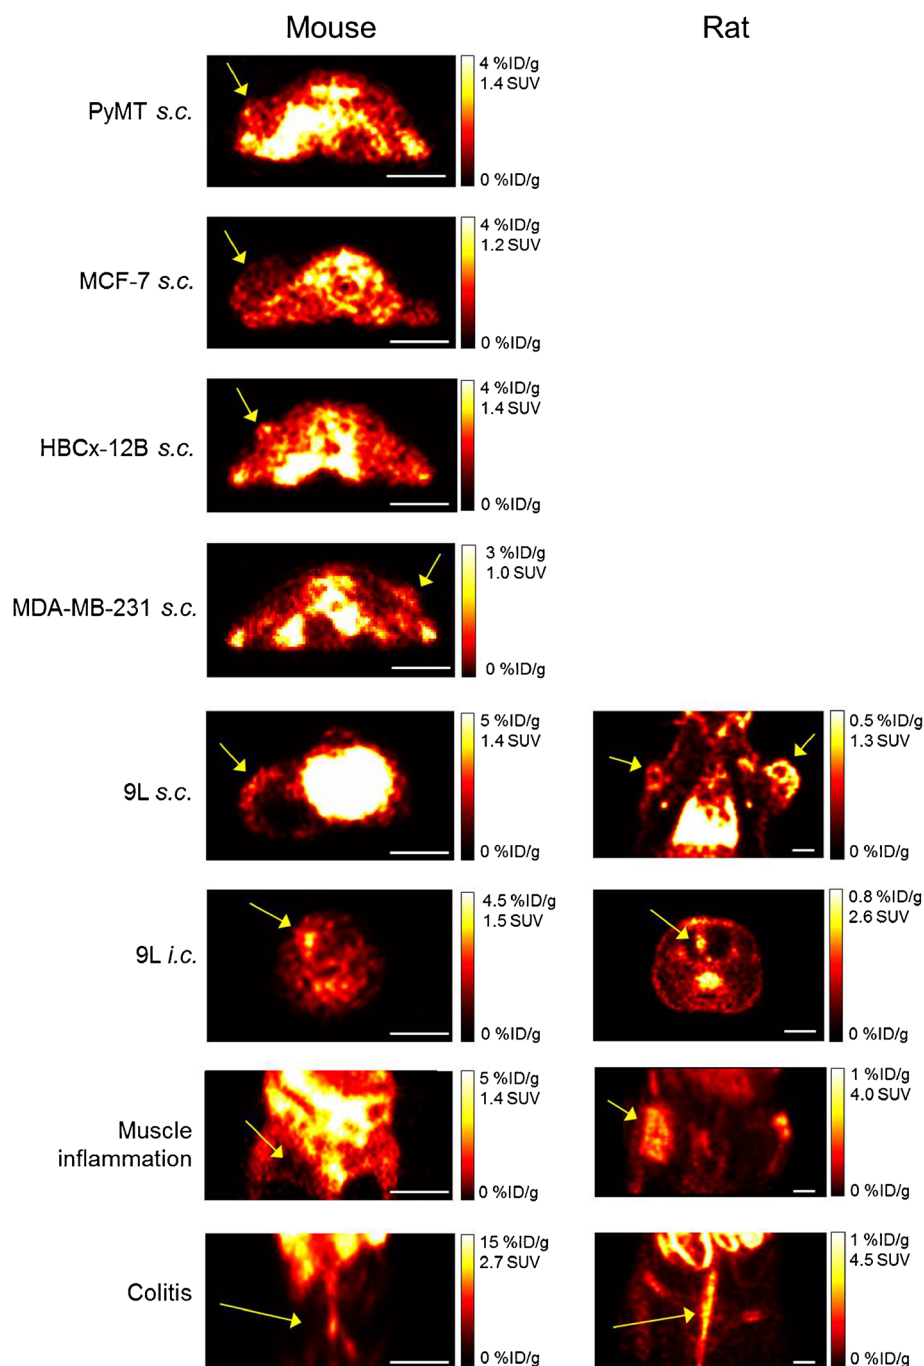 Mouse
Rat
PyMT s.c.
4 %ID/g
1.4 SUV
0 %ID/g
MCF-7 s.c.
4 %ID/g
1.2 SUV
0 %ID/g
HBCx-12B s.c.
4 %ID/g
1.4 SUV
0 %ID/g
MDA-MB-231 s.c.
3 %ID/g
1.0 SUV
0 %ID/g
9L s.c.
5 %ID/g
1.4 SUV
0 %ID/g
0.5 %ID/g
1.3 SUV
0 %ID/g
9L i.c.
4.5 %ID/g
1.5 SUV
0 %ID/g
0.8 %ID/g
2.6 SUV
0 %ID/g
Muscle
inflammation
5 %ID/g
1.4 SUV
0 %ID/g
1 %ID/g
4.0 SUV
0 %ID/g
Colitis
15 %ID/g
2.7 SUV
0 %ID/g
1 %ID/g
4.5 SUV
0 %ID/g